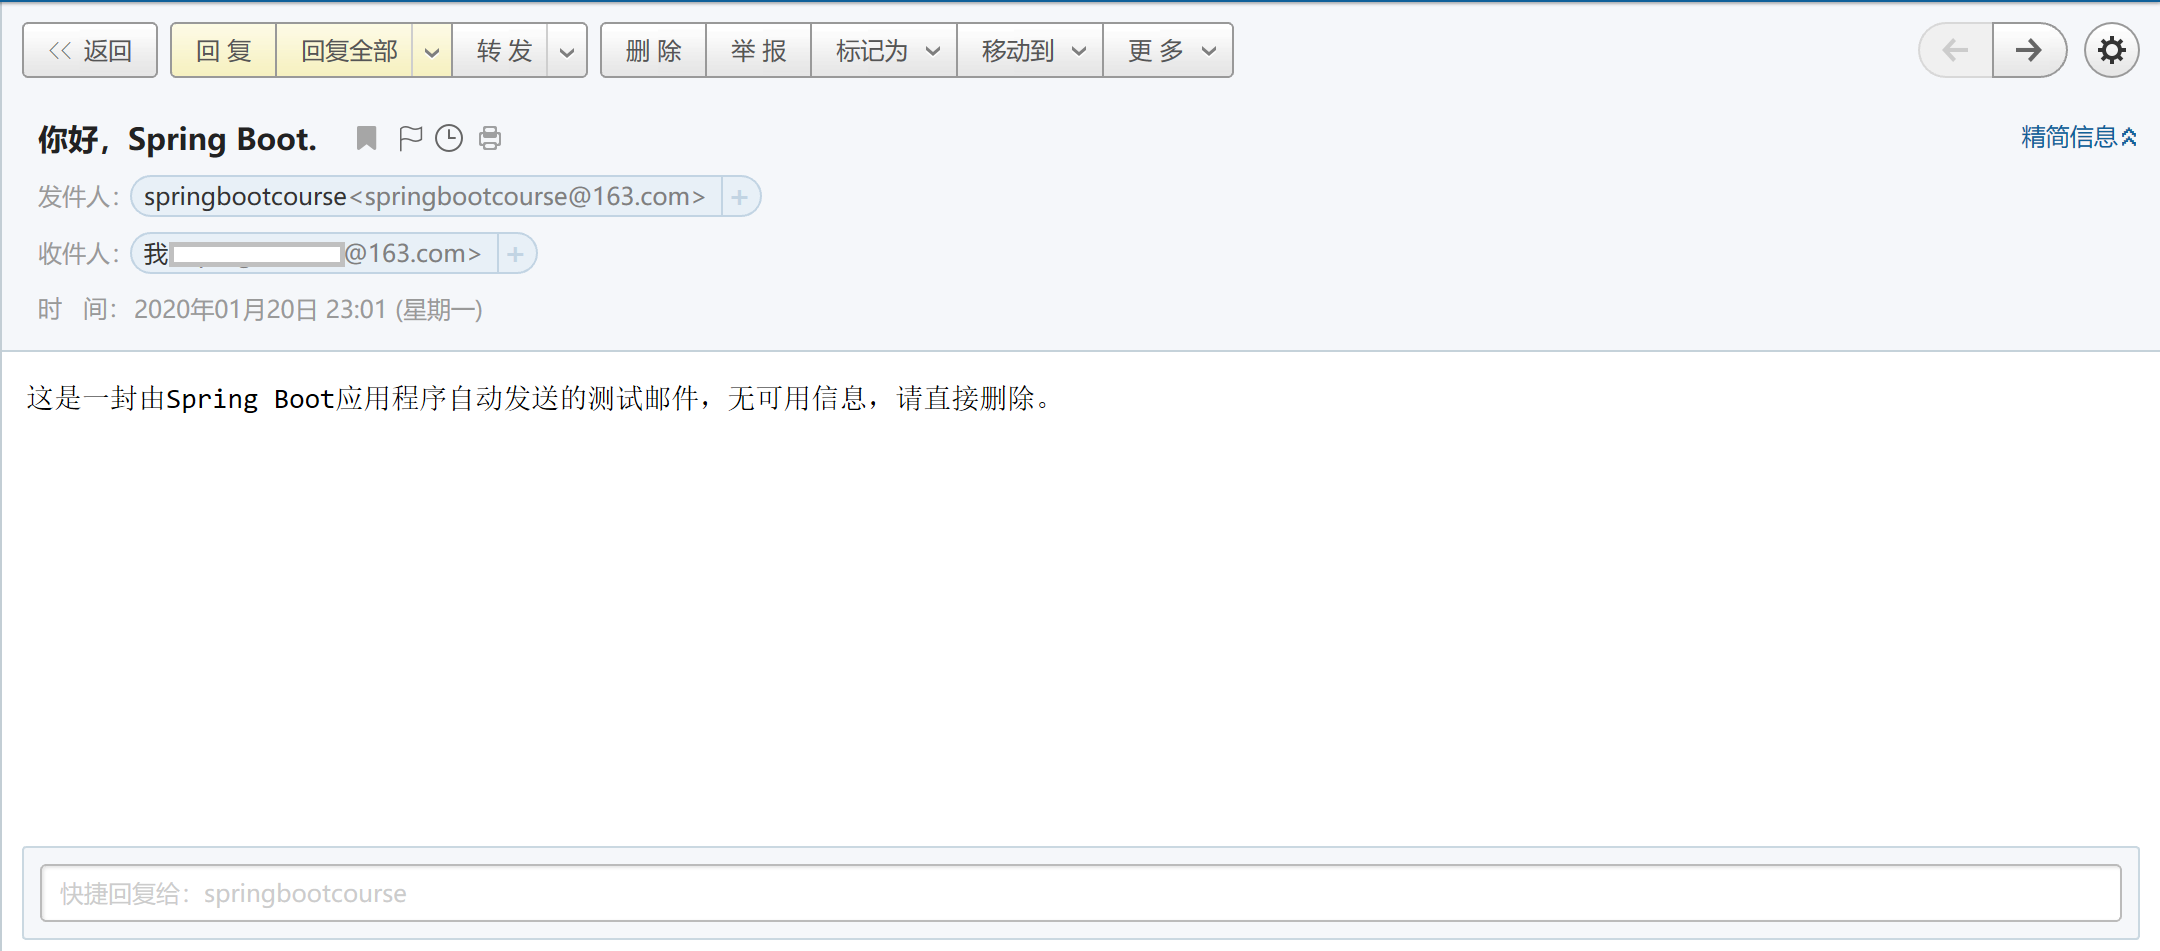 返回 回 复 回复全部 转 发 删 除 举 报 标记为 移动到 更 多
你好，Spring Boot. 精简信息
发件人： springbootcourse<springbootcourse@163.com> +
收件人： 我 @163.com> +
时 间： 2020年01月20日 23:01 (星期一)
这是一封由Spring Boot应用程序自动发送的测试邮件，无可用信息，请直接删除。
快捷回复给：springbootcourse